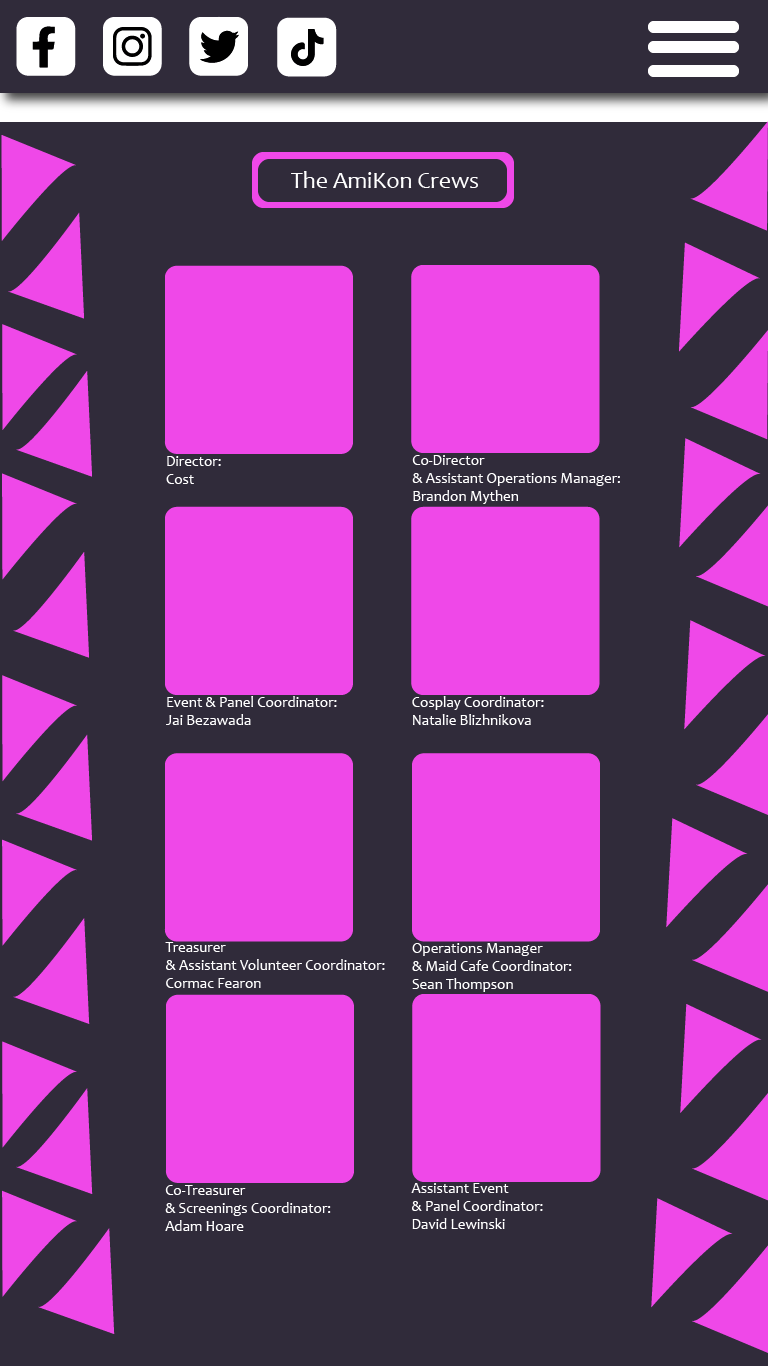 The AmiKon Crews
Director:
Cost
Co-Director
& Assistant Operations Manager:
Brandon Mythen
Event & Panel Coordinator:
Jai Bezawada
Cosplay Coordinator:
Natalie Blizhnikova
Treasurer
& Assistant Volunteer Coordinator:
Cormac Fearon
Operations Manager
& Maid Cafe Coordinator:
Sean Thompson
Co-Treasurer
& Screenings Coordinator:
Adam Hoare
Assistant Event
& Panel Coordinator:
David Lewinski